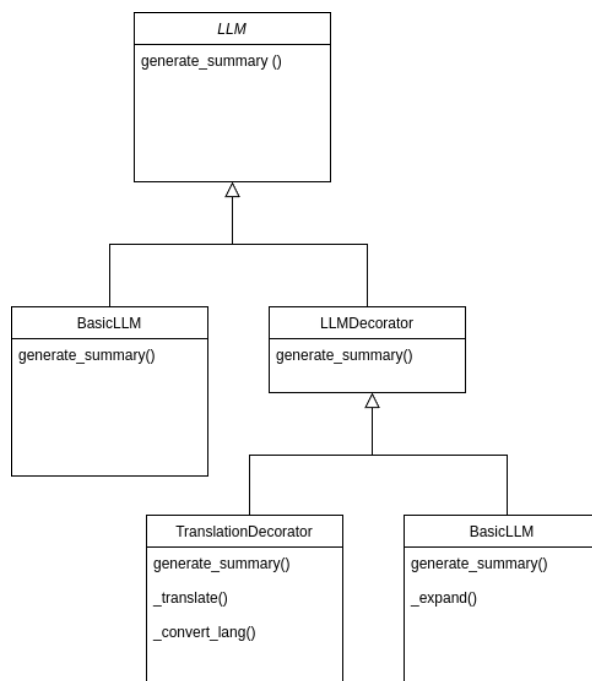 LLM
generate_summary ()
BasicLLM
generate_summary()
LLMDecorator
generate_summary()
TranslationDecorator
generate_summary()
_translate()
_convert_lang()
BasicLLM
generate_summary()
_expand()